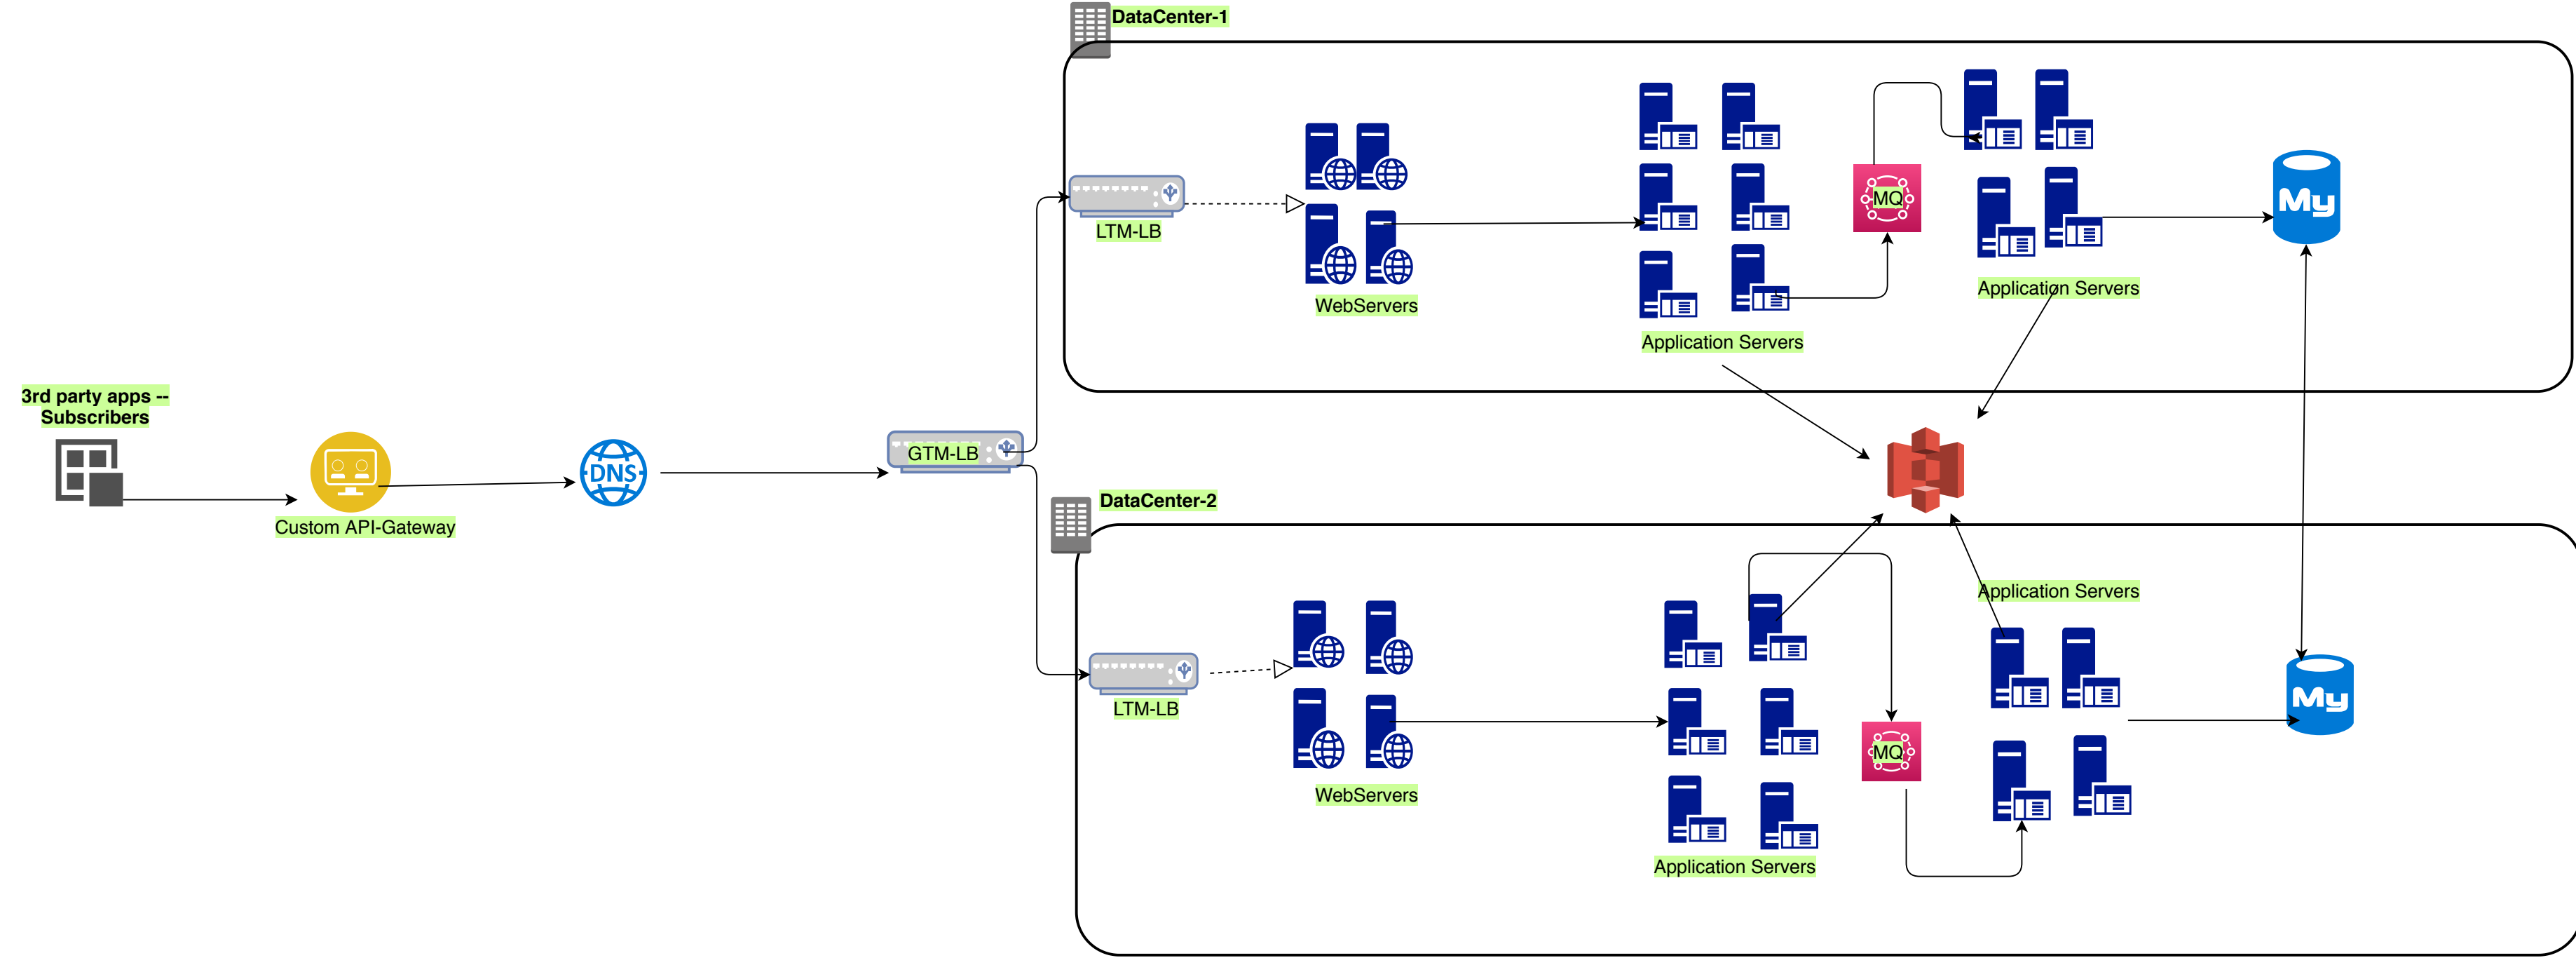 DataCenter-1
LTM-LB
WebServers
Application Servers
MQ
Application Servers
My
3rd party apps --
Subscribers
Custom API-Gateway
DNS
GTM-LB
DataCenter-2
LTM-LB
WebServers
Application Servers
MQ
Application Servers
My